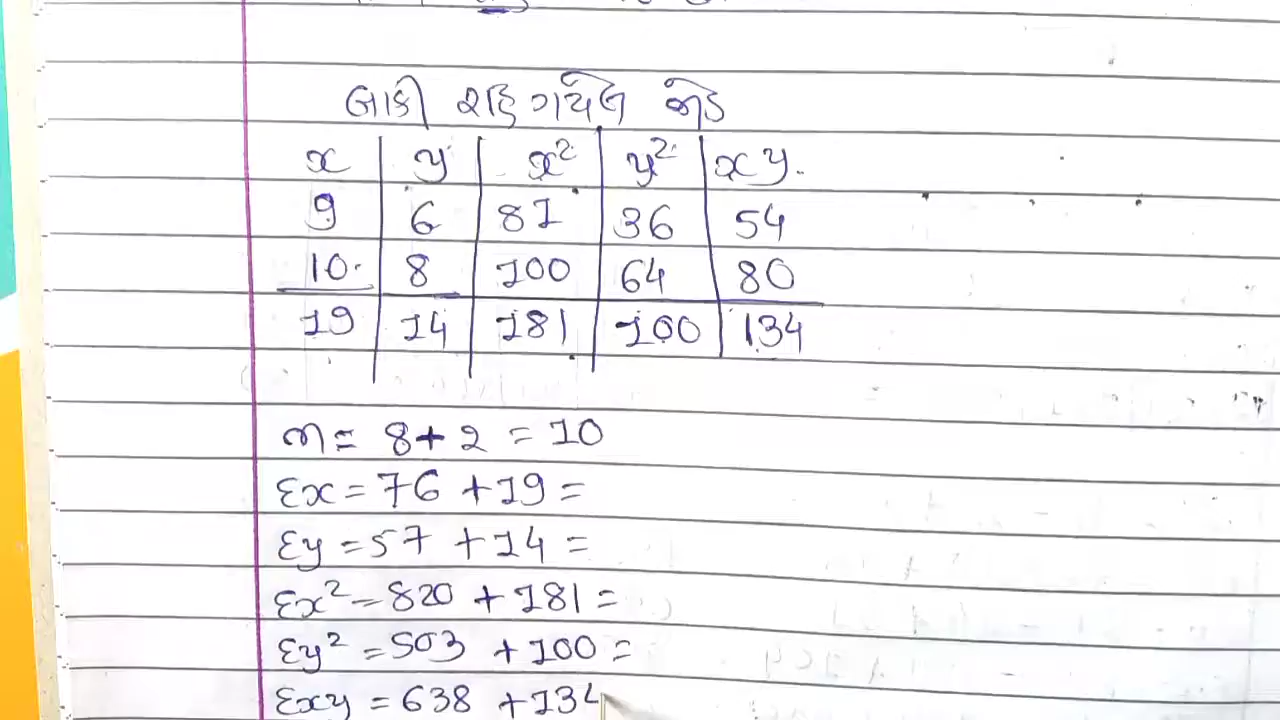 બાકી રહિ ગયેલ જોડ
x y x² y² xy.
9 6 81 36 54
10. 8 100 64 80
19 14 181 100 134
n = 8 + 2 = 10
Σx = 76 + 19 =
Σy = 57 + 14 =
Σx² = 820 + 181 =
Σy² = 503 + 100 =
Σxy = 638 + 134